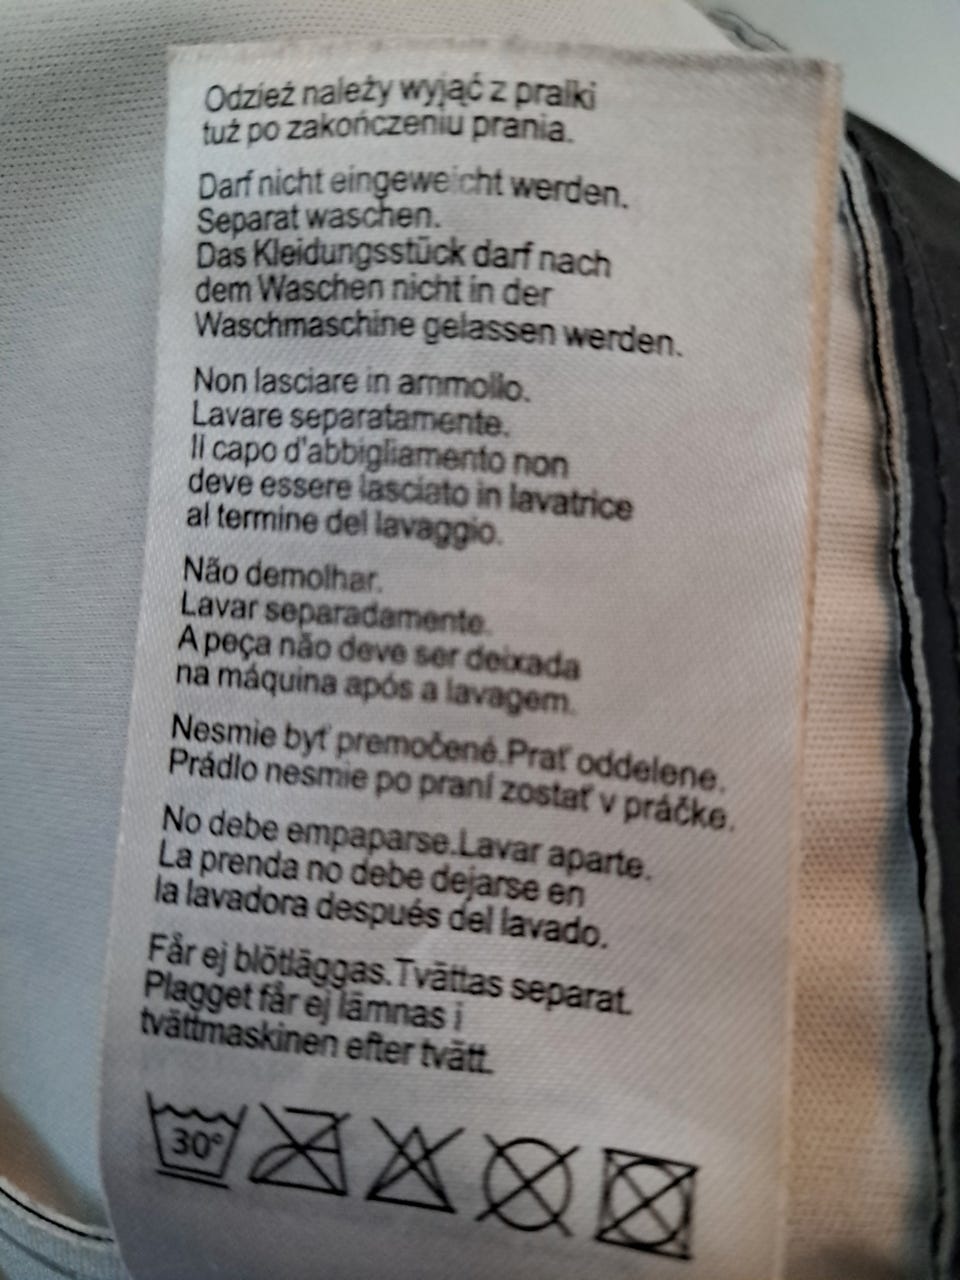 Odzież należy wyjąć z pralki
tuż po zakończeniu prania.
Darf nicht eingeweicht werden.
Separat waschen.
Das Kleidungsstück darf nach
dem Waschen nicht in der
Waschmaschine gelassen werden.
Non lasciare in ammollo.
Lavare separatamente.
Il capo d'abbigliamento non
deve essere lasciato in lavatrice
al termine del lavaggio.
Não demolhar.
Lavar separadamente.
A peça não deve ser deixada
na máquina após a lavagem.
Nesmie byť premočené.Prať oddelene.
Prádlo nesmie po praní zostať v práčke.
No debe empaparse.Lavar aparte.
La prenda no debe dejarse en
la lavadora después del lavado.
Får ej blötläggas.Tvättas separat.
Plagget får ej lämnas i
tvättmaskinen efter tvätt.
30°